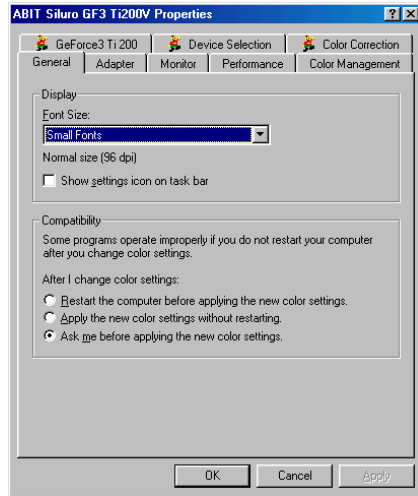 ABIT Siluro GF3 Ti200V Properties
GeForce3 Ti 200 Device Selection Color Correction
General Adapter Monitor Performance Color Management
Display
Font Size:
Small Fonts
Normal size (96 dpi)
Show settings icon on task bar
Compatibility
Some programs operate improperly if you do not restart your computer
after you change color settings.
After I change color settings:
Restart the computer before applying the new color settings.
Apply the new color settings without restarting.
Ask me before applying the new color settings.
OK Cancel Apply